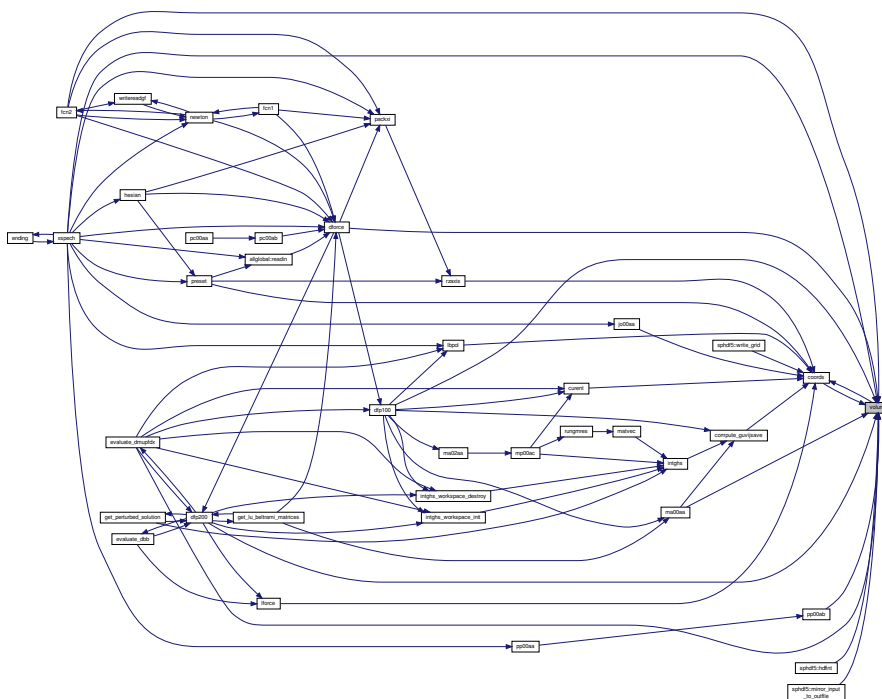 writereadgf
fcn2
newton
fcn1
packxi
hesian
ending
xspech
pc00aa
pc00ab
dforce
allglobal::readin
preset
rzaxis
jo00aa
lbpol
sphdf5::write_grid
coords
curent
volum
dfp100
evaluate_dmupfdx
ma02aa
mp00ac
rungmres
matvec
compute_guvijsave
intghs
intghs_workspace_destroy
get_perturbed_solution
dfp200
get_lu_beltrami_matrices
intghs_workspace_init
ma00aa
evaluate_dbb
lforce
pp00ab
pp00aa
sphdf5::hdfint
sphdf5::mirror_input
_to_outfile